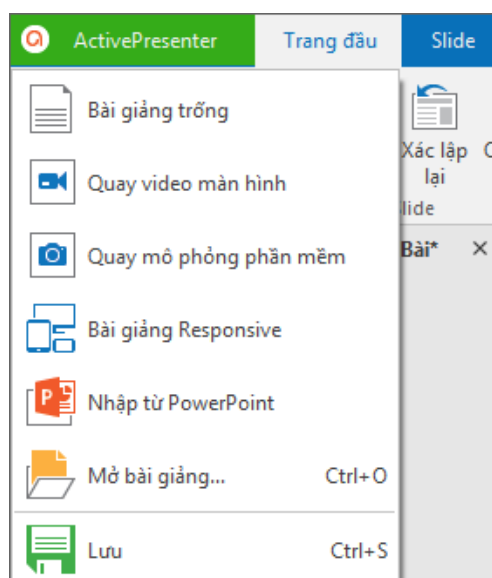 ActivePresenter Trang đầu Slide
Bài giảng trống
Quay video màn hình
Quay mô phỏng phần mềm
Bài giảng Responsive
Nhập từ PowerPoint
Mở bài giảng... Ctrl+O
Lưu Ctrl+S
Xác lập
lại
lide
Bài*